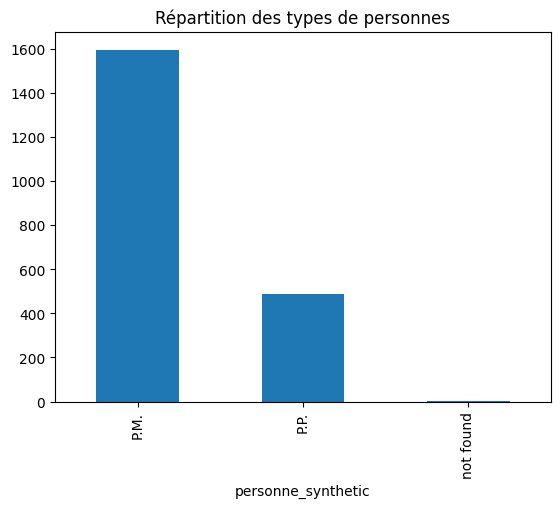 Répartition des types de personnes
1600
1400
1200
1000
800
600
400
200
0
P.M.
P.P.
not found
personne_synthetic